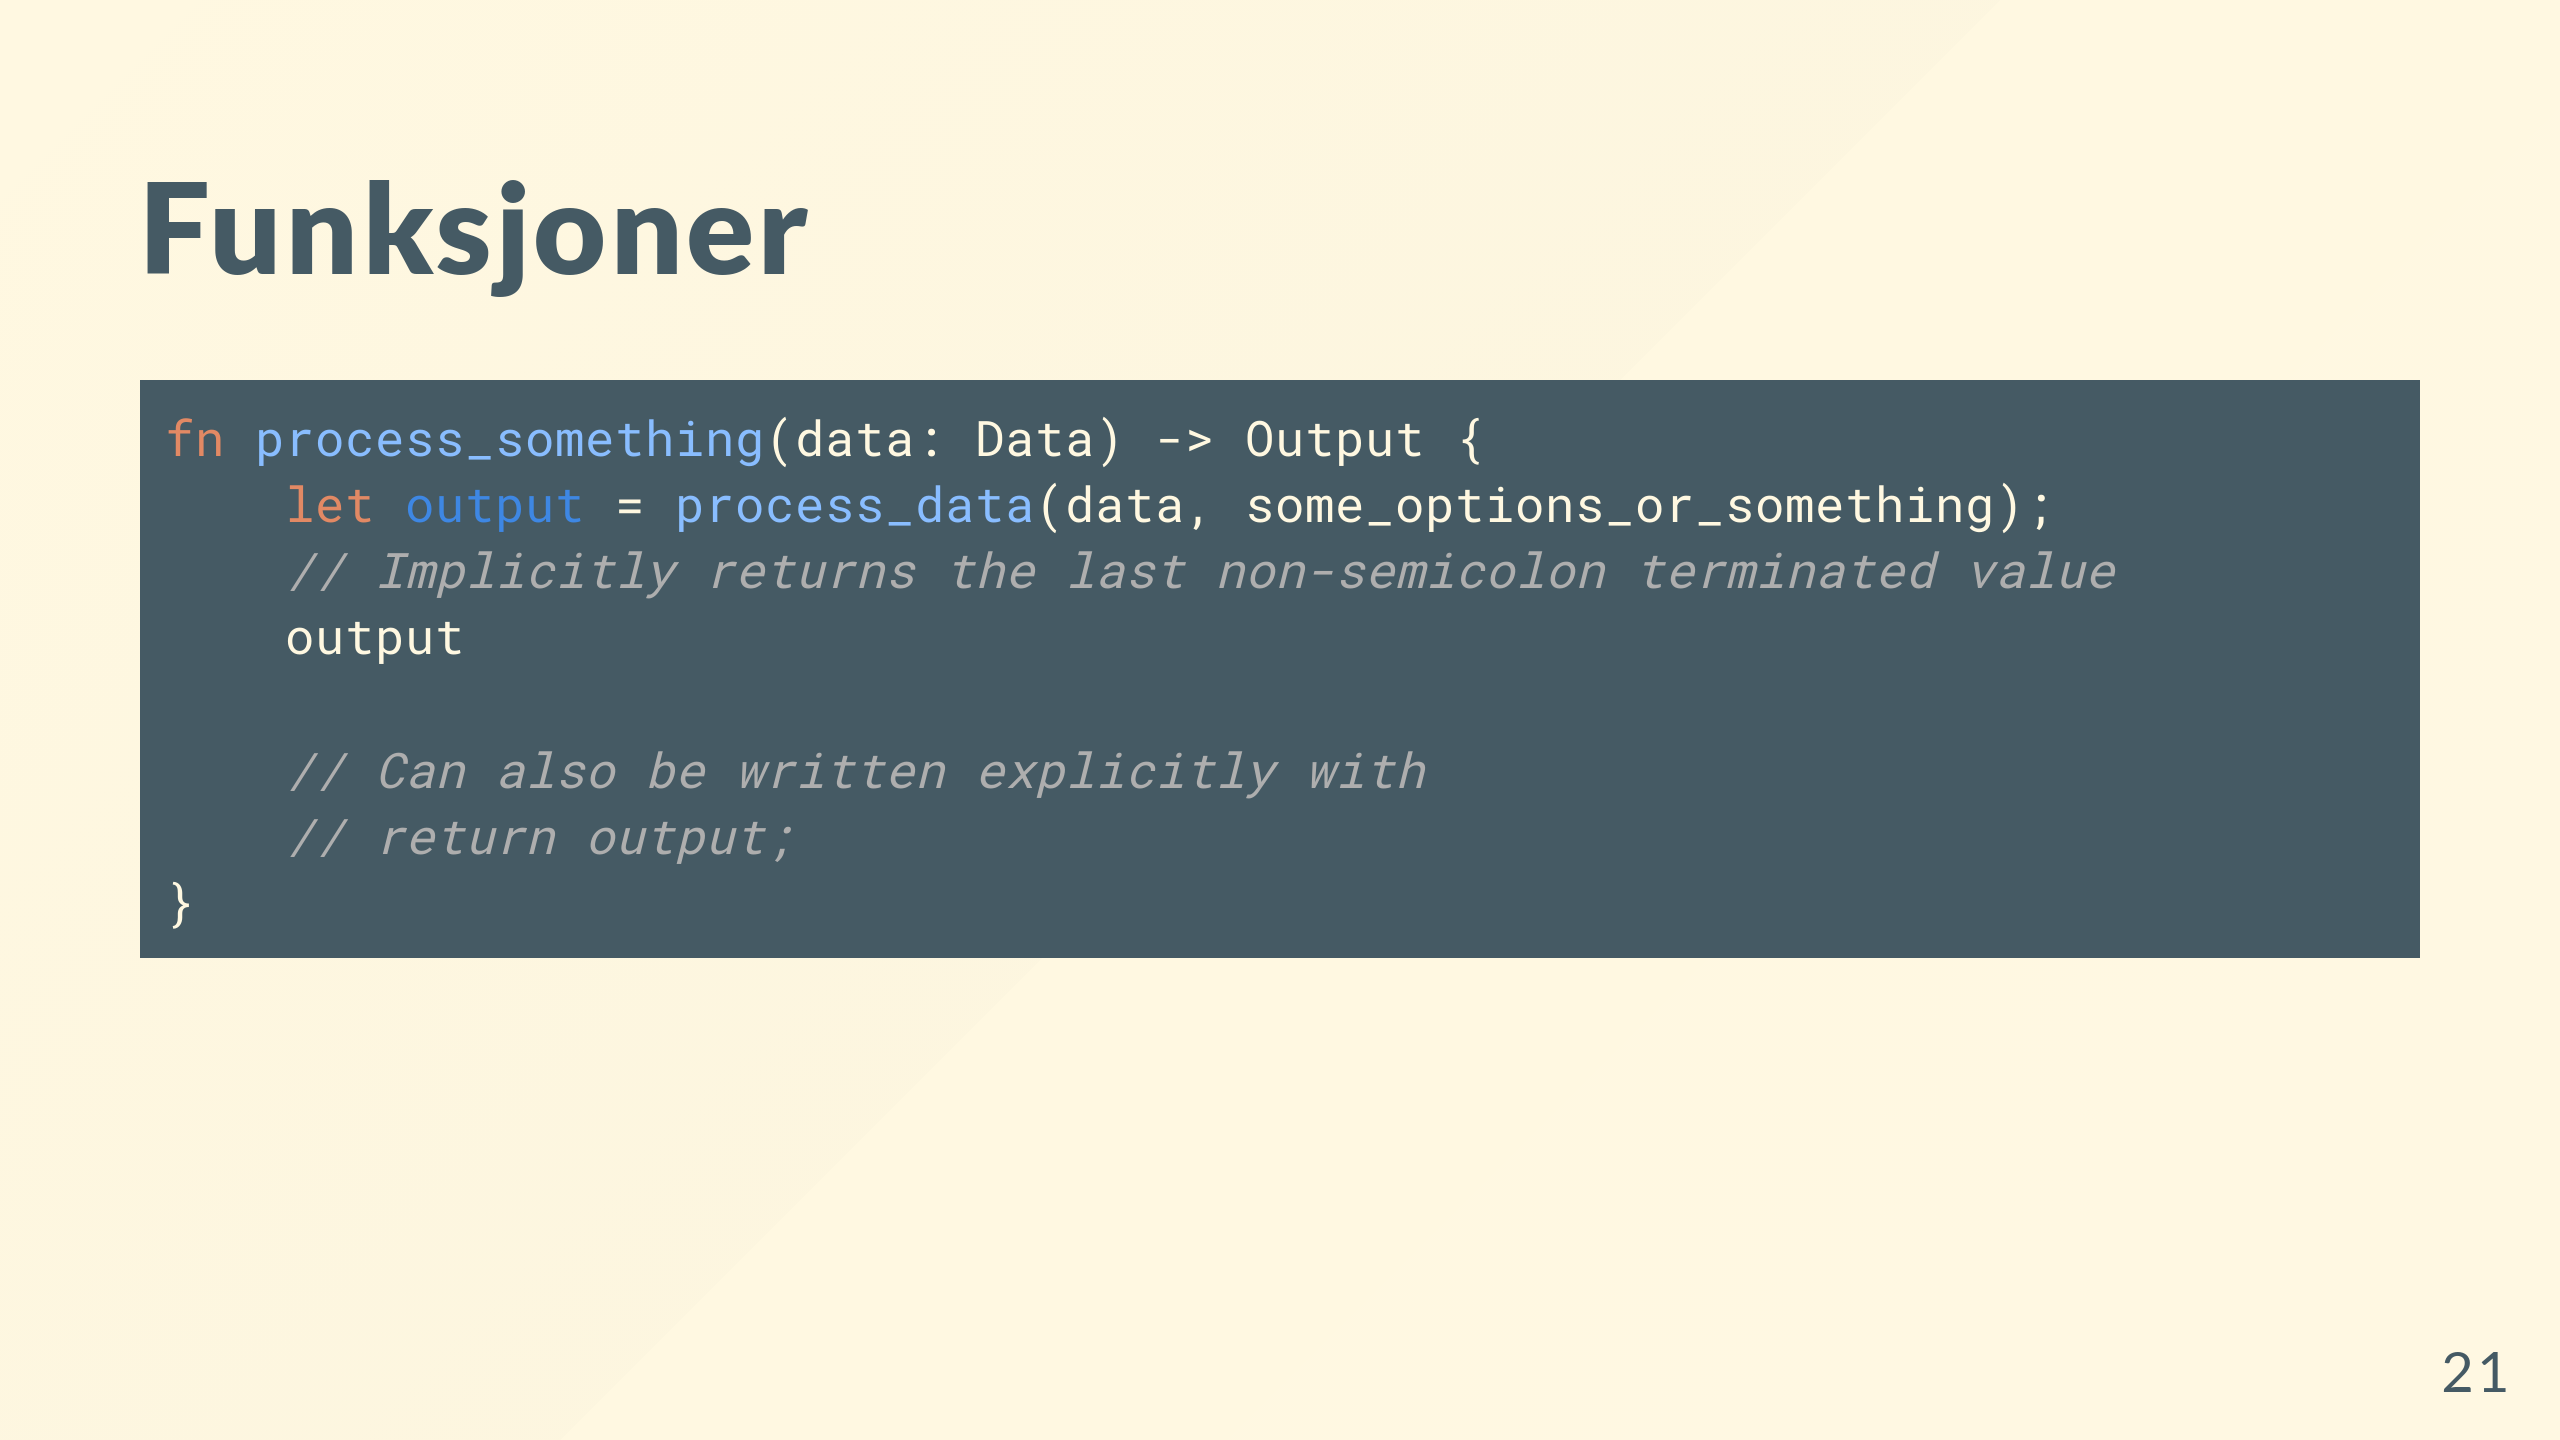 Funksjoner
fn process_something(data: Data) -> Output {
    let output = process_data(data, some_options_or_something);
    // Implicitly returns the last non-semicolon terminated value
    output

    // Can also be written explicitly with
    // return output;
}
21